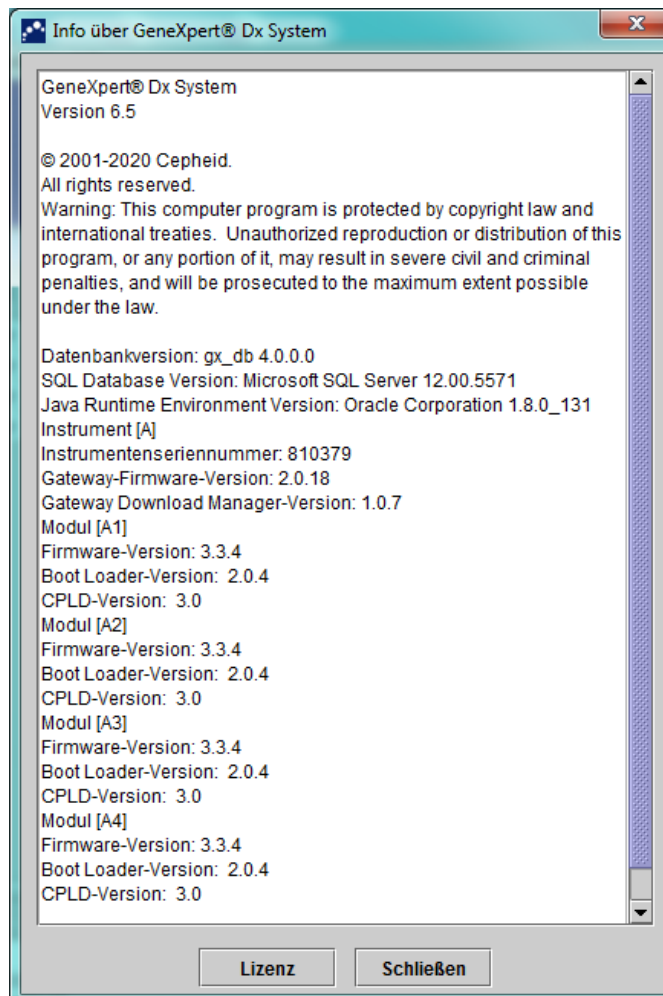 Info über GeneXpert® Dx System
GeneXpert® Dx System
Version 6.5
© 2001-2020 Cepheid.
All rights reserved.
Warning: This computer program is protected by copyright law and
international treaties.  Unauthorized reproduction or distribution of this
program, or any portion of it, may result in severe civil and criminal
penalties, and will be prosecuted to the maximum extent possible
under the law.
Datenbankversion: gx_db 4.0.0.0
SQL Database Version: Microsoft SQL Server 12.00.5571
Java Runtime Environment Version: Oracle Corporation 1.8.0_131
Instrument [A]
Instrumentenseriennummer: 810379
Gateway-Firmware-Version: 2.0.18
Gateway Download Manager-Version: 1.0.7
Modul [A1]
Firmware-Version: 3.3.4
Boot Loader-Version:  2.0.4
CPLD-Version:  3.0
Modul [A2]
Firmware-Version: 3.3.4
Boot Loader-Version:  2.0.4
CPLD-Version:  3.0
Modul [A3]
Firmware-Version: 3.3.4
Boot Loader-Version:  2.0.4
CPLD-Version:  3.0
Modul [A4]
Firmware-Version: 3.3.4
Boot Loader-Version:  2.0.4
CPLD-Version:  3.0
Lizenz
Schließen